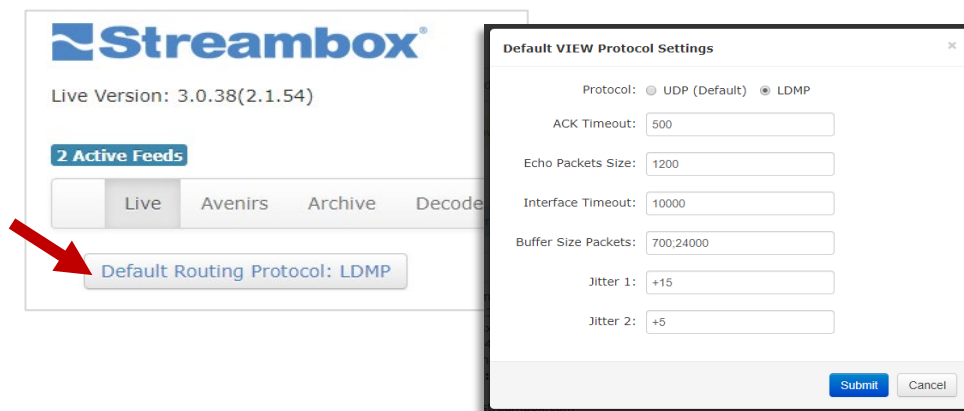 Streambox®
Live Version: 3.0.38(2.1.54)
2 Active Feeds
Live Avenirs Archive Decode
Default Routing Protocol: LDMP
Default VIEW Protocol Settings ×
Protocol: UDP (Default) LDMP
ACK Timeout: 500
Echo Packets Size: 1200
Interface Timeout: 10000
Buffer Size Packets: 700;24000
Jitter 1: +15
Jitter 2: +5
Submit Cancel